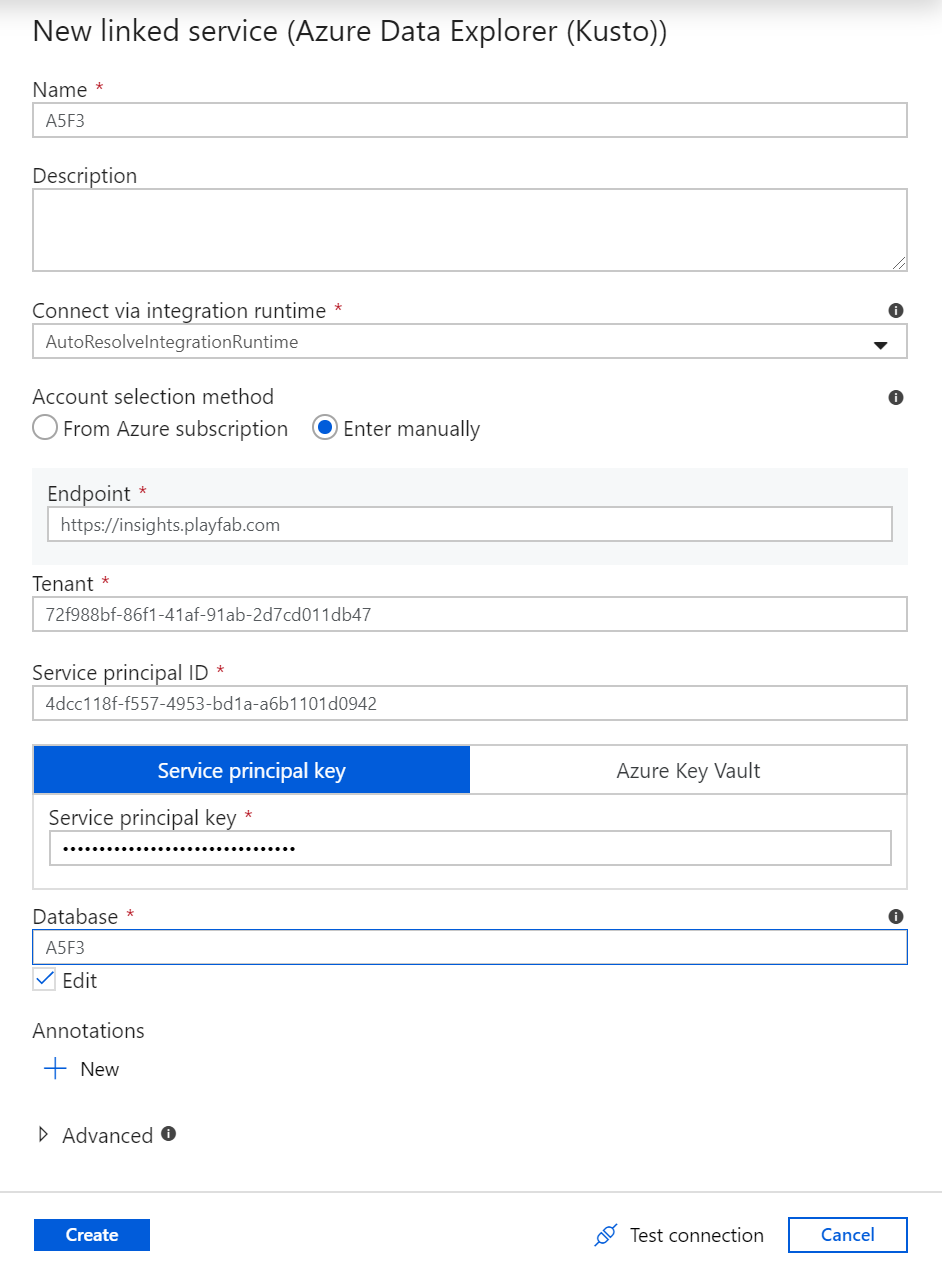 New linked service (Azure Data Explorer (Kusto))
Name *
A5F3
Description
Connect via integration runtime *
AutoResolveIntegrationRuntime
Account selection method
From Azure subscription Enter manually
Endpoint *
https://insights.playfab.com
Tenant *
72f988bf-86f1-41af-91ab-2d7cd011db47
Service principal ID *
4dcc118f-f557-4953-bd1a-a6b1101d0942
Service principal key Azure Key Vault
Service principal key *
••••••••••••••••••••••••••••••••
Database *
A5F3
Edit
Annotations
New
Advanced
Create Test connection Cancel